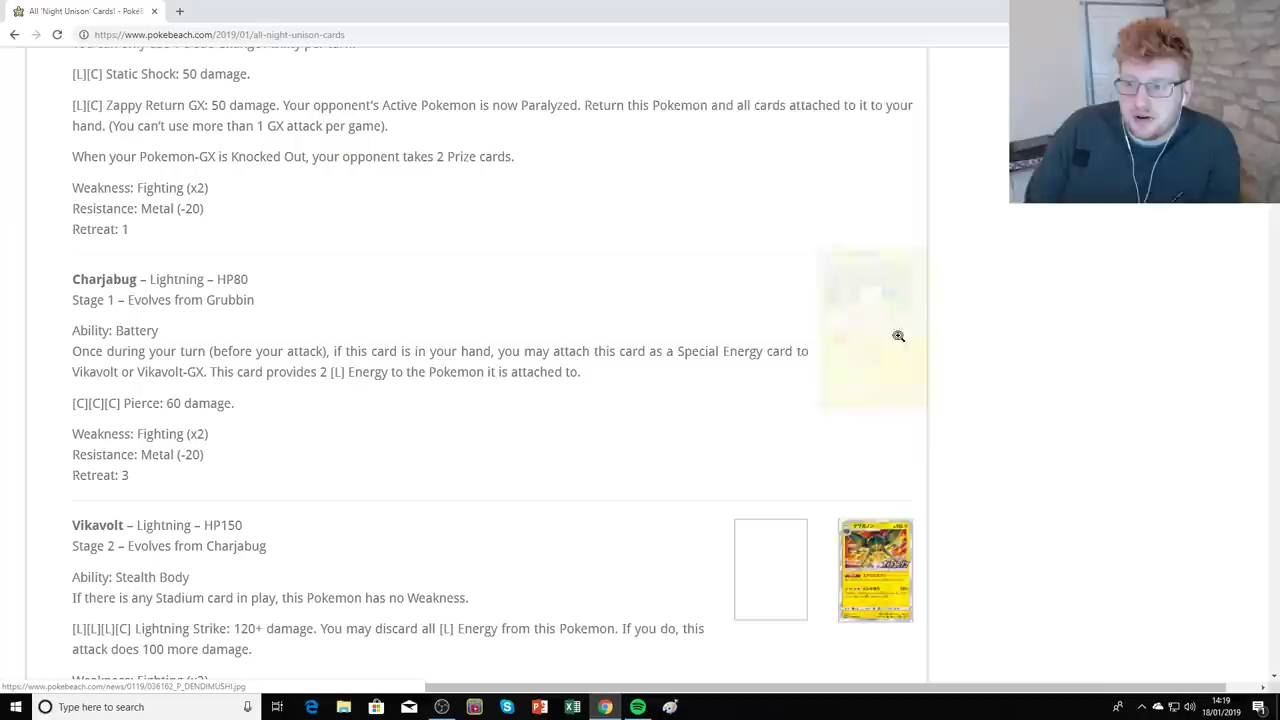 All 'Night Unison' Cards! - PokéB
https://www.pokebeach.com/2019/01/all-night-unison-cards
[L][C] Static Shock: 50 damage.
[L][C] Zappy Return GX: 50 damage. Your opponent's Active Pokemon is now Paralyzed. Return this Pokemon and all cards attached to it to your
hand. (You can't use more than 1 GX attack per game).
When your Pokemon-GX is Knocked Out, your opponent takes 2 Prize cards.
Weakness: Fighting (x2)
Resistance: Metal (-20)
Retreat: 1
Charjabug – Lightning – HP80
Stage 1 – Evolves from Grubbin
Ability: Battery
Once during your turn (before your attack), if this card is in your hand, you may attach this card as a Special Energy card to
Vikavolt or Vikavolt-GX. This card provides 2 [L] Energy to the Pokemon it is attached to.
[C][C][C] Pierce: 60 damage.
Weakness: Fighting (x2)
Resistance: Metal (-20)
Retreat: 3
Vikavolt – Lightning – HP150
Stage 2 – Evolves from Charjabug
Ability: Stealth Body
If there is any Stadium card in play, this Pokemon has no Weakness.
[L][L][L][C] Lightning Strike: 120+ damage. You may discard all [L] Energy from this Pokemon. If you do, this
attack does 100 more damage.
https://www.pokebeach.com/news/0119/036162_P_DENDIMUSHI.jpg
Type here to search
14:19
18/01/2019